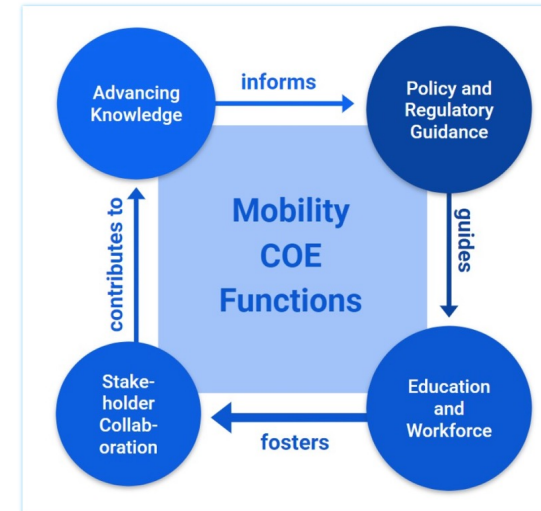 Advancing
Knowledge
informs
Policy and
Regulatory
Guidance
Mobility
COE
Functions
contributes to
guides
Stake-
holder
Collab-
oration
fosters
Education
and
Workforce